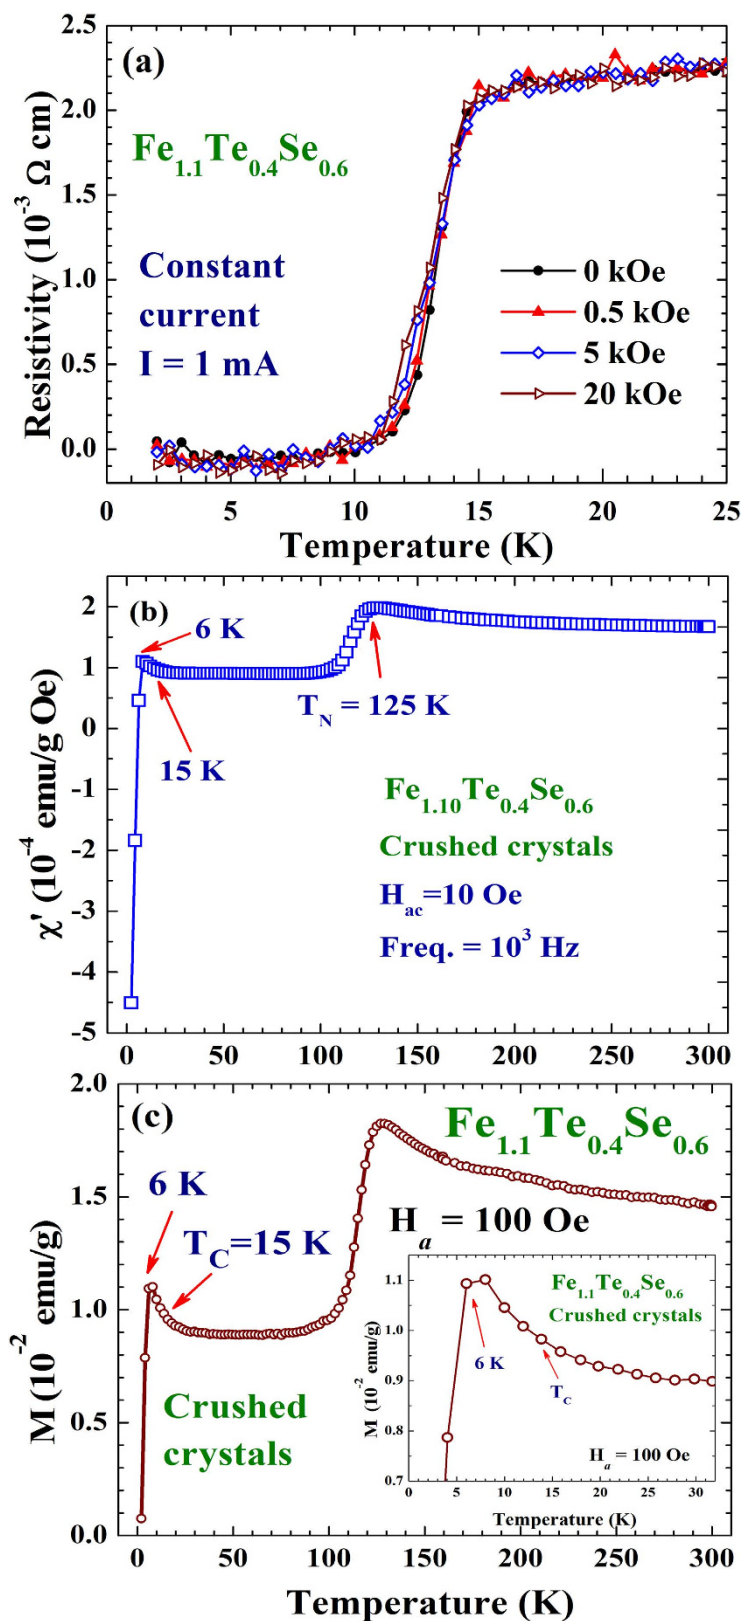 (a)
Fe1.1Te0.4Se0.6
Constant
current
I = 1 mA
0 kOe
0.5 kOe
5 kOe
20 kOe
Resistivity (10⁻³ Ω cm)
2.5
2.0
1.5
1.0
0.5
0.0
0 5 10 15 20 25
Temperature (K)
(b)
6 K
15 K
T_N = 125 K
Fe1.10Te0.4Se0.6
Crushed crystals
H_ac=10 Oe
Freq. = 10³ Hz
χ' (10⁻⁴ emu/g Oe)
2
1
0
-1
-2
-3
-4
-5
0 50 100 150 200 250 300
(c)
Fe1.1Te0.4Se0.6
6 K
T_C=15 K
H_a = 100 Oe
Crushed
crystals
M (10⁻² emu/g)
2.0
1.5
1.0
0.5
0.0
1.1
1.0
0.9
0.8
0.7
M (10⁻² emu/g)
Fe1.1Te0.4Se0.6
Crushed crystals
6 K
T_C
H_a = 100 Oe
0 5 10 15 20 25 30
Temperature (K)
0 50 100 150 200 250 300
Temperature (K)